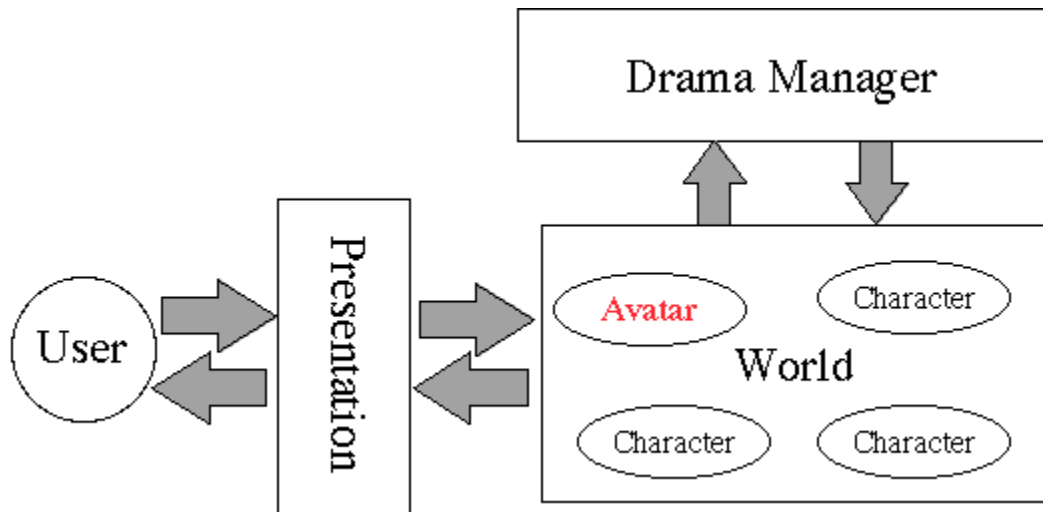 Drama Manager
Presentation
User
Avatar
Character
World
Character
Character